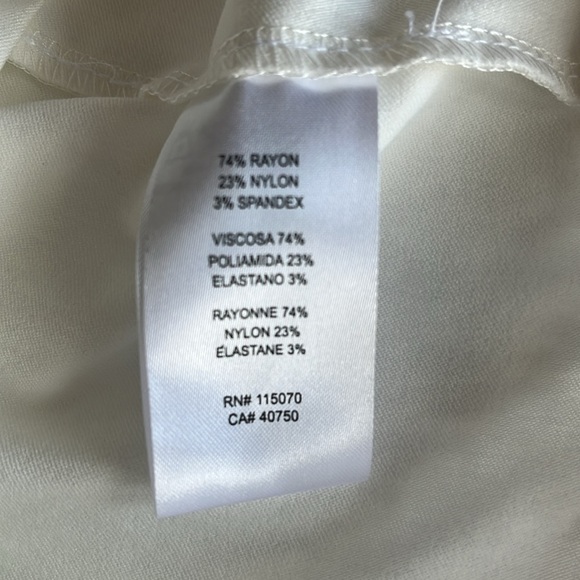 74% RAYON
23% NYLON
3% SPANDEX
VISCOSA 74%
POLIAMIDA 23%
ELASTANO 3%
RAYONNE 74%
NYLON 23%
ÉLASTANE 3%
RN# 115070
CA# 40750